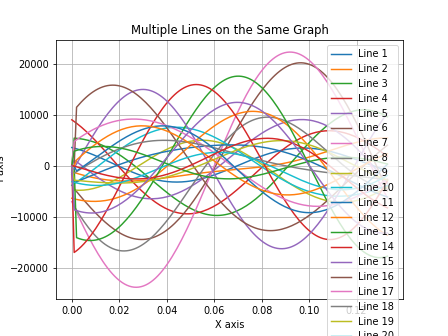 Multiple Lines on the Same Graph
20000
10000
0
−10000
−20000
0.00
0.02
0.04
0.06
0.08
0.10
X axis
Line 1
Line 2
Line 3
Line 4
Line 5
Line 6
Line 7
Line 8
Line 9
Line 10
Line 11
Line 12
Line 13
Line 14
Line 15
Line 16
Line 17
Line 18
Line 19
Line 20